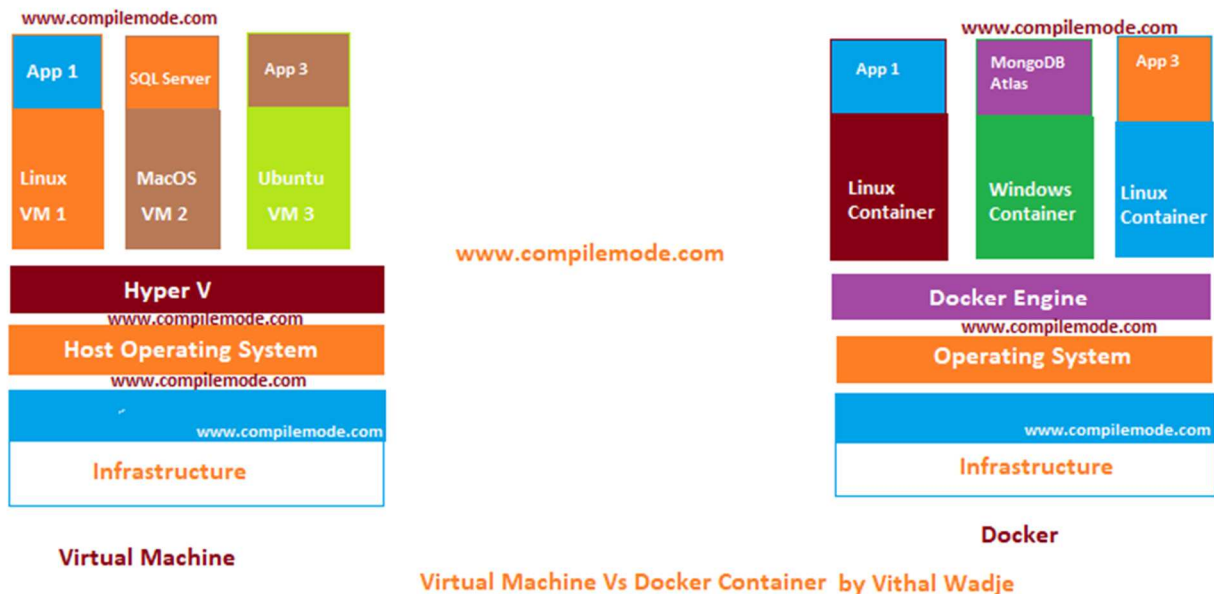 www.compilemode.com
App 1
SQL Server
App 3
Linux
VM 1
MacOS
VM 2
Ubuntu
VM 3
Hyper V
www.compilemode.com
Host Operating System
www.compilemode.com
www.compilemode.com
Infrastructure
Virtual Machine
www.compilemode.com
www.compilemode.com
App 1
MongoDB
Atlas
App 3
Linux
Container
Windows
Container
Linux
Container
Docker Engine
www.compilemode.com
Operating System
www.compilemode.com
Infrastructure
Docker
Virtual Machine Vs Docker Container by Vithal Wadje